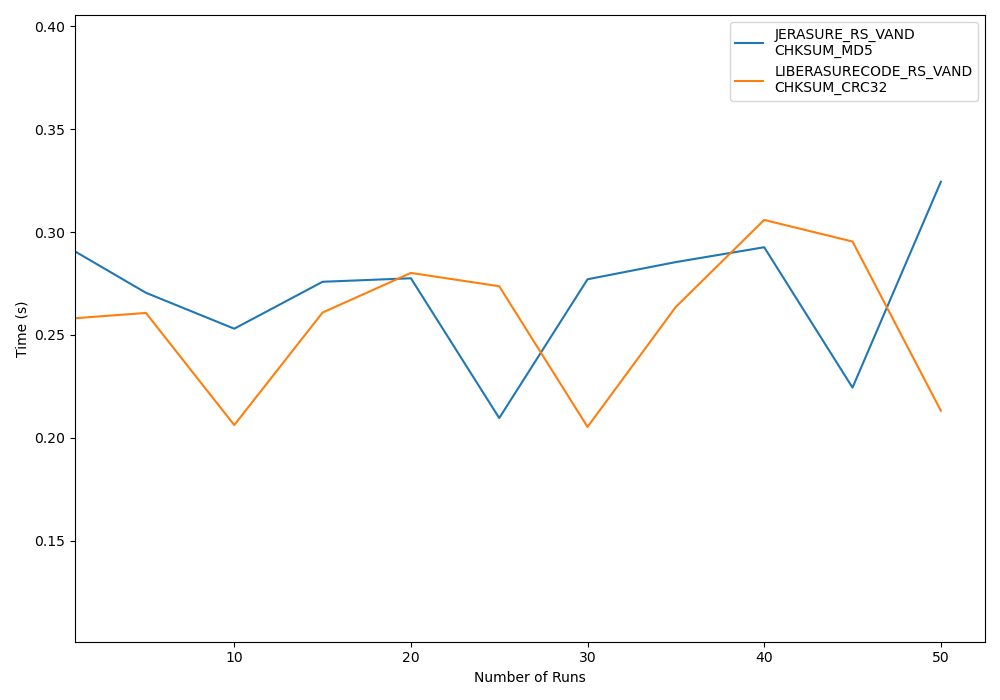 0.40
0.35
0.30
0.25
0.20
0.15
Time (s)
10
20
30
40
50
Number of Runs
JERASURE_RS_VAND
CHKSUM_MD5
LIBERASURECODE_RS_VAND
CHKSUM_CRC32